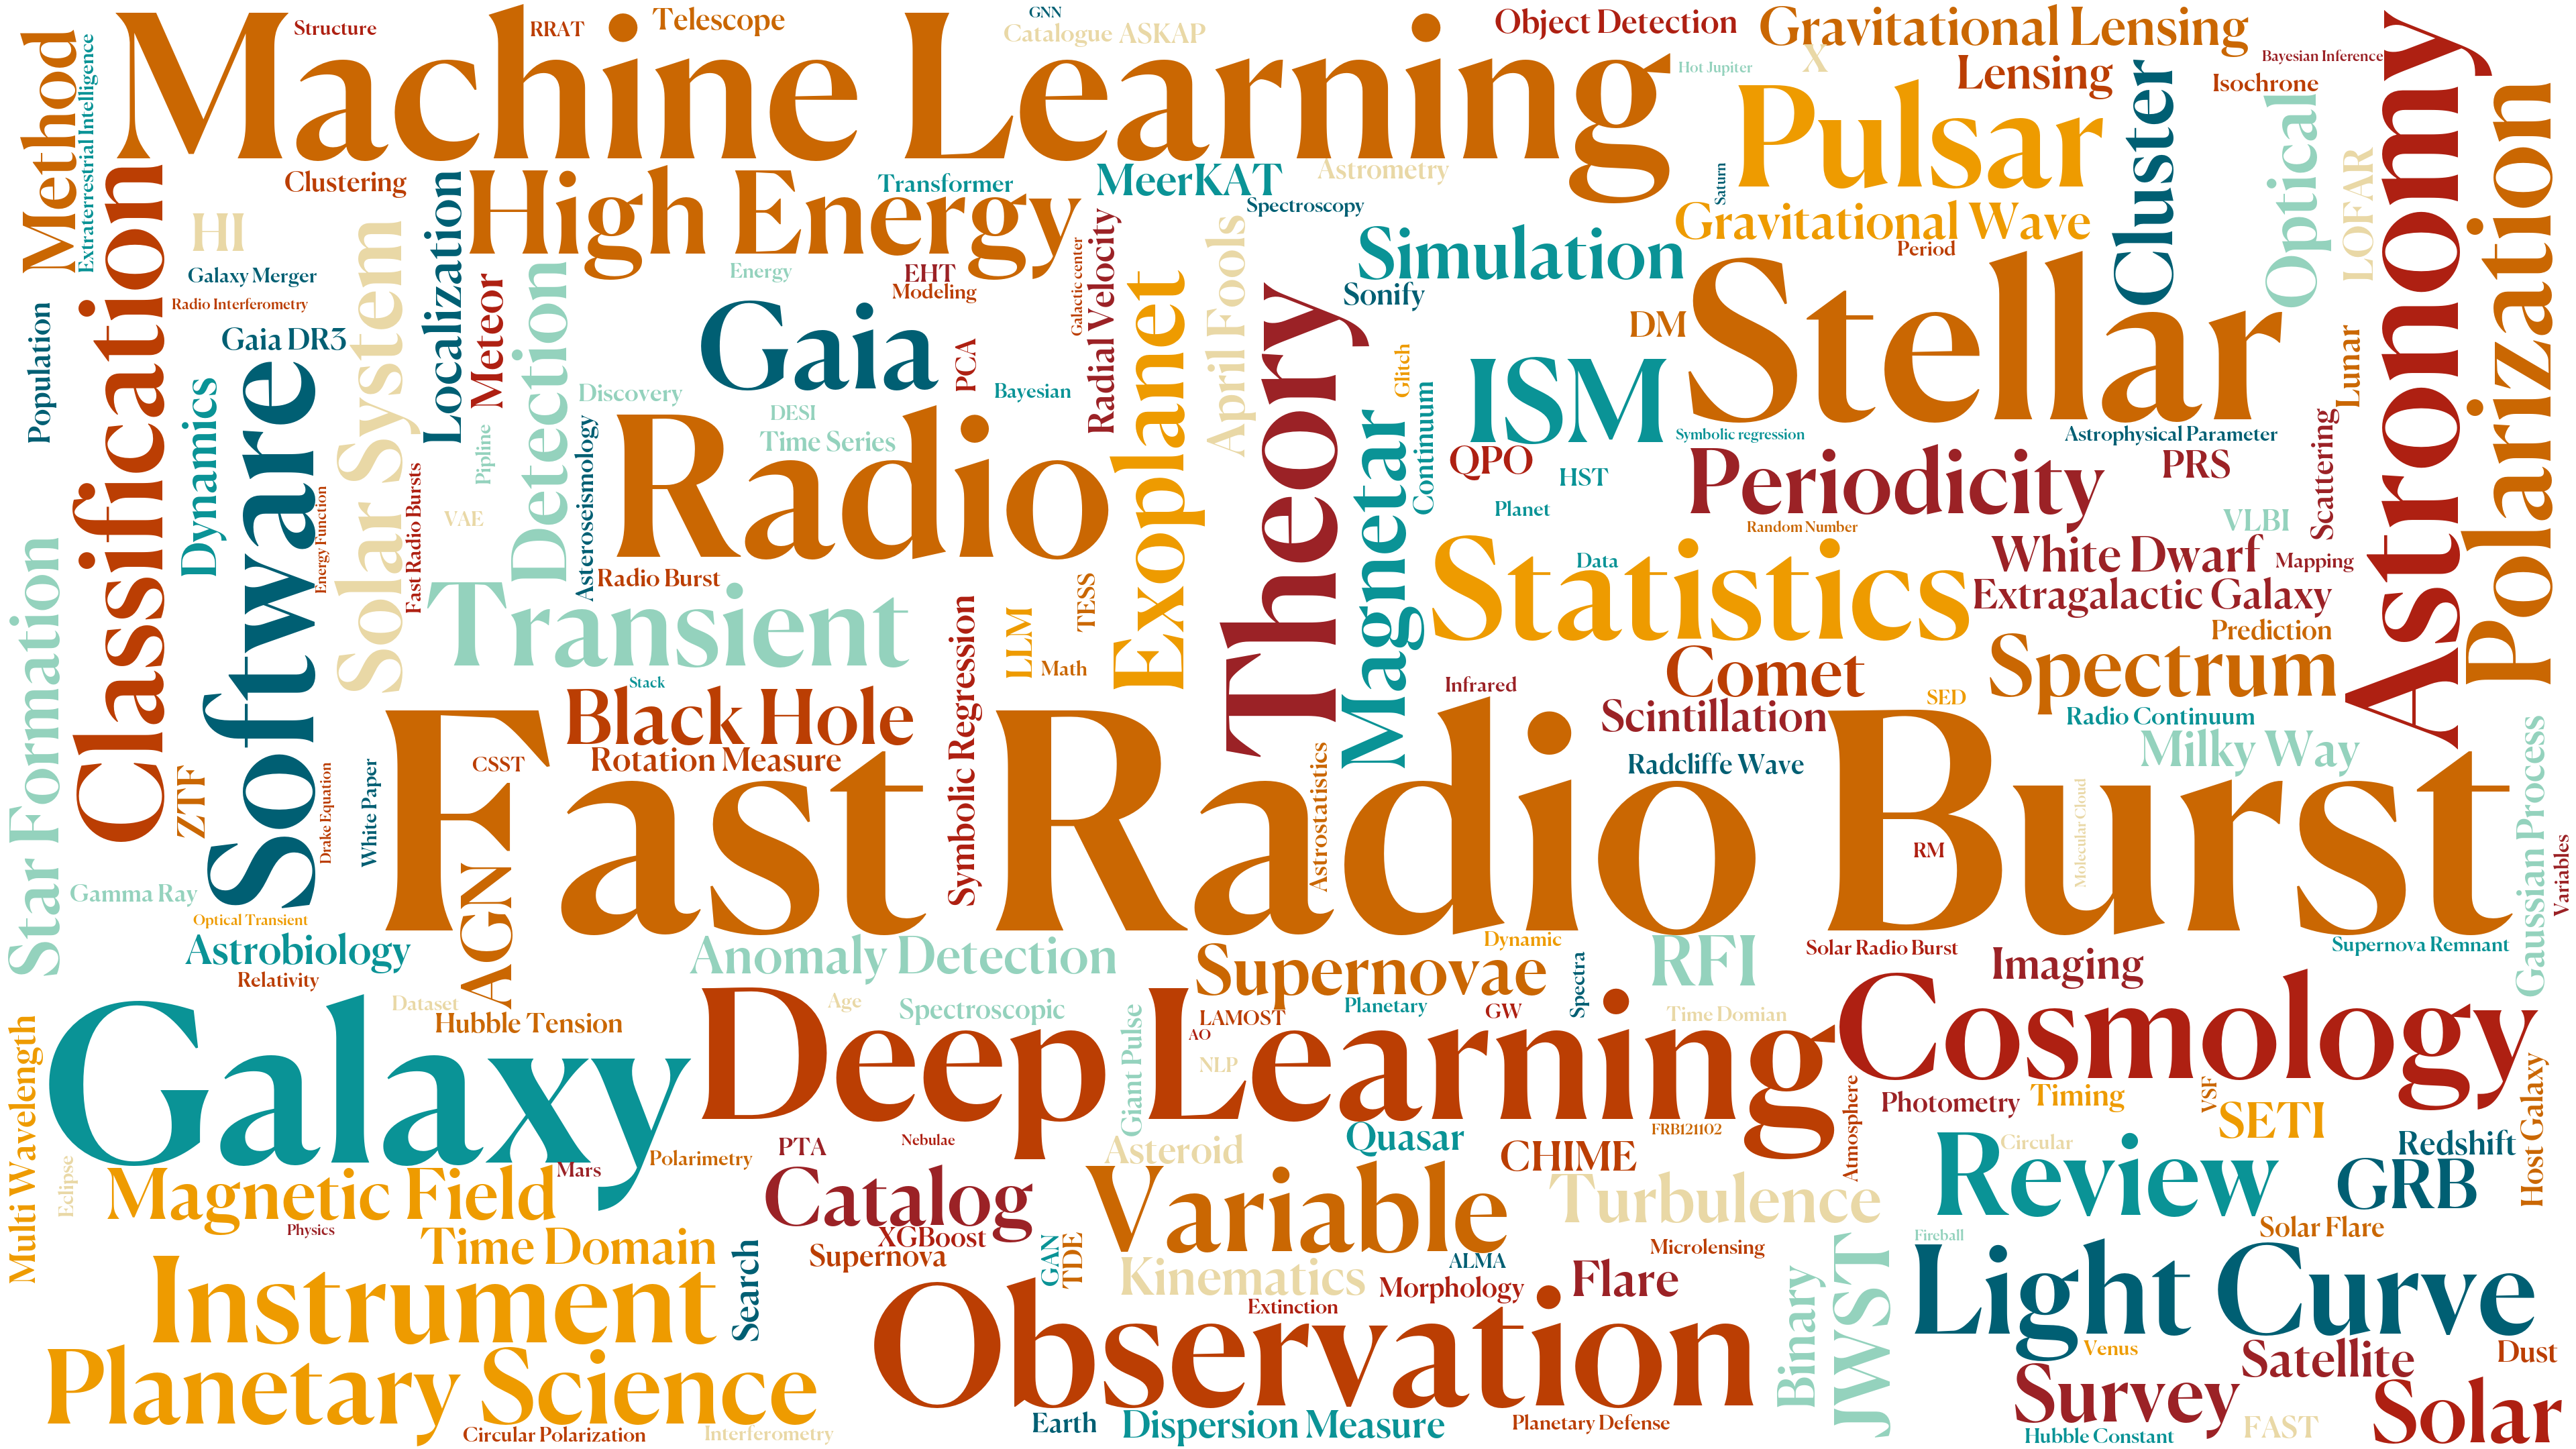 GNN
Structure
RRAT
Telescope
Catalogue
ASKAP
Object Detection
Gravitational Lensing
Method
Extraterrestrial Intelligence
Machine Learning
Hot Jupiter
X
Lensing
Bayesian Inference
Isochrone
Astronomy
Cluster
Optical
Polarization
Pulsar
LOFAR
Clustering
Classification
Localization
High Energy
Transformer
MeerKAT
Astrometry
Spectroscopy
Saturn
Gravitational Wave
Period
HI
Galaxy Merger
Radio Interferometry
Solar System
Energy
EHT
Modeling
Galactic center
Radial Velocity
April Fools
Simulation
Sonify
Stellar
Population
Gaia DR3
Software
Meteor
Detection
Gaia
PCA
Bayesian
Exoplanet
Theory
Glitch
DM
ISM
Lunar
Dynamics
Discovery
DESI
Time Series
Pipline
Asteroseismology
Radio
Magnetar
Continuum
Symbolic regression
Astrophysical Parameter
QPO
HST
Periodicity
PRS
Scattering
Fast Radio Bursts
Energy Function
VAE
Planet
Random Number
VLBI
Star Formation
Radio Burst
Transient
TESS
LLM
Math
Data
Statistics
White Dwarf
Mapping
Extragalactic Galaxy
Prediction
Spectrum
Symbolic Regression
Stack
Black Hole
Rotation Measure
Infrared
Comet
SED
Scintillation
Radio Continuum
Milky Way
Radcliffe Wave
Gaussian Process
ZTF
Drake Equation
White Paper
CSST
Fast Radio Burst
Astrostatistics
RM
Molecular Cloud
Variables
AGN
Gamma Ray
Optical Transient
Astrobiology
Relativity
Anomaly Detection
Dynamic
Supernovae
Spectra
RFI
Solar Radio Burst
Imaging
Supernova Remnant
Dataset
Hubble Tension
Age
Spectroscopic
Planetary
LAMOST
AO
GW
Time Domian
Multi Wavelength
Galaxy
Deep Learning
Giant Pulse
NLP
Cosmology
Atmosphere
Photometry
Timing
VSF
SETI
Host Galaxy
Eclipse
Mars
Polarimetry
PTA
Nebulae
Asteroid
Quasar
CHIME
FRB121102
Circular
Review
Redshift
GRB
Magnetic Field
Physics
Catalog
XGBoost
Supernova
Variable
Turbulence
Fireball
Solar Flare
Time Domain
Search
GAN
TDE
Kinematics
ALMA
Morphology
Microlensing
Flare
Extinction
Binary
JWST
Light Curve
Instrument
Observation
Venus
Satellite
Dust
Planetary Science
Survey
Solar
Circular Polarization
Interferometry
Earth
Dispersion Measure
Planetary Defense
Hubble Constant
FAST